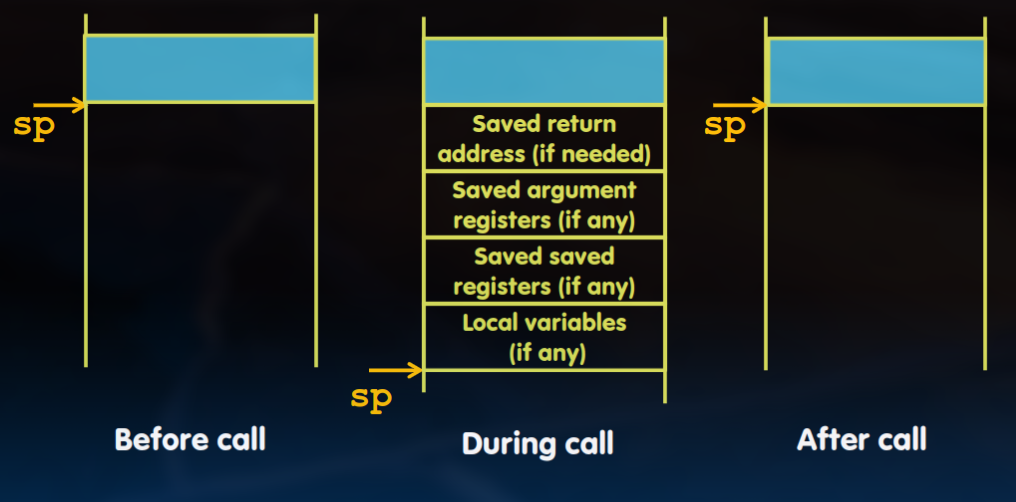 sp
Before call
Saved return
address (if needed)
Saved argument
registers (if any)
Saved saved
registers (if any)
Local variables
(if any)
sp
During call
sp
After call